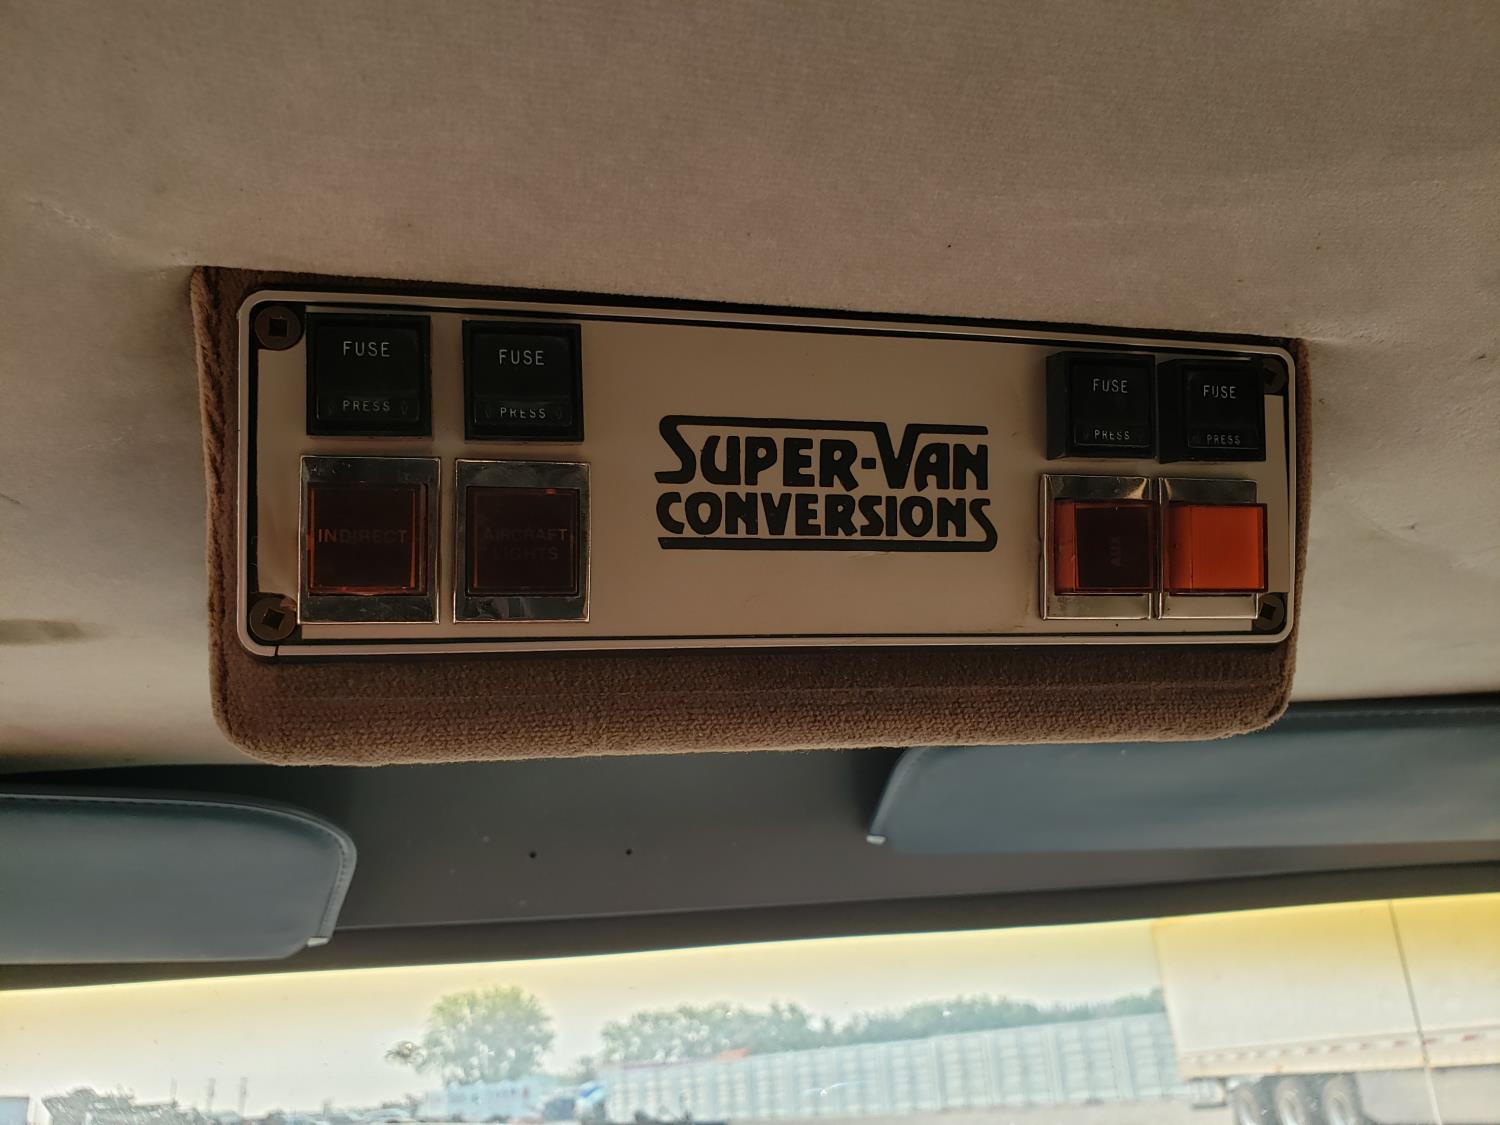 FUSE
PRESS
FUSE
PRESS
FUSE
PRESS
FUSE
PRESS
SUPER-VAN
CONVERSIONS
INDIRECT
AIRCRAFT
LIGHTS
AUX